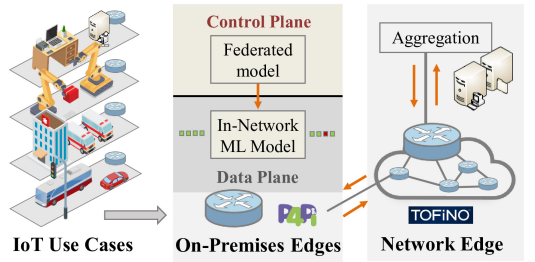 Control Plane
Federated
model
In-Network
ML Model
Data Plane
P4Pi
Aggregation
TOFINO
IoT Use Cases
On-Premises Edges
Network Edge